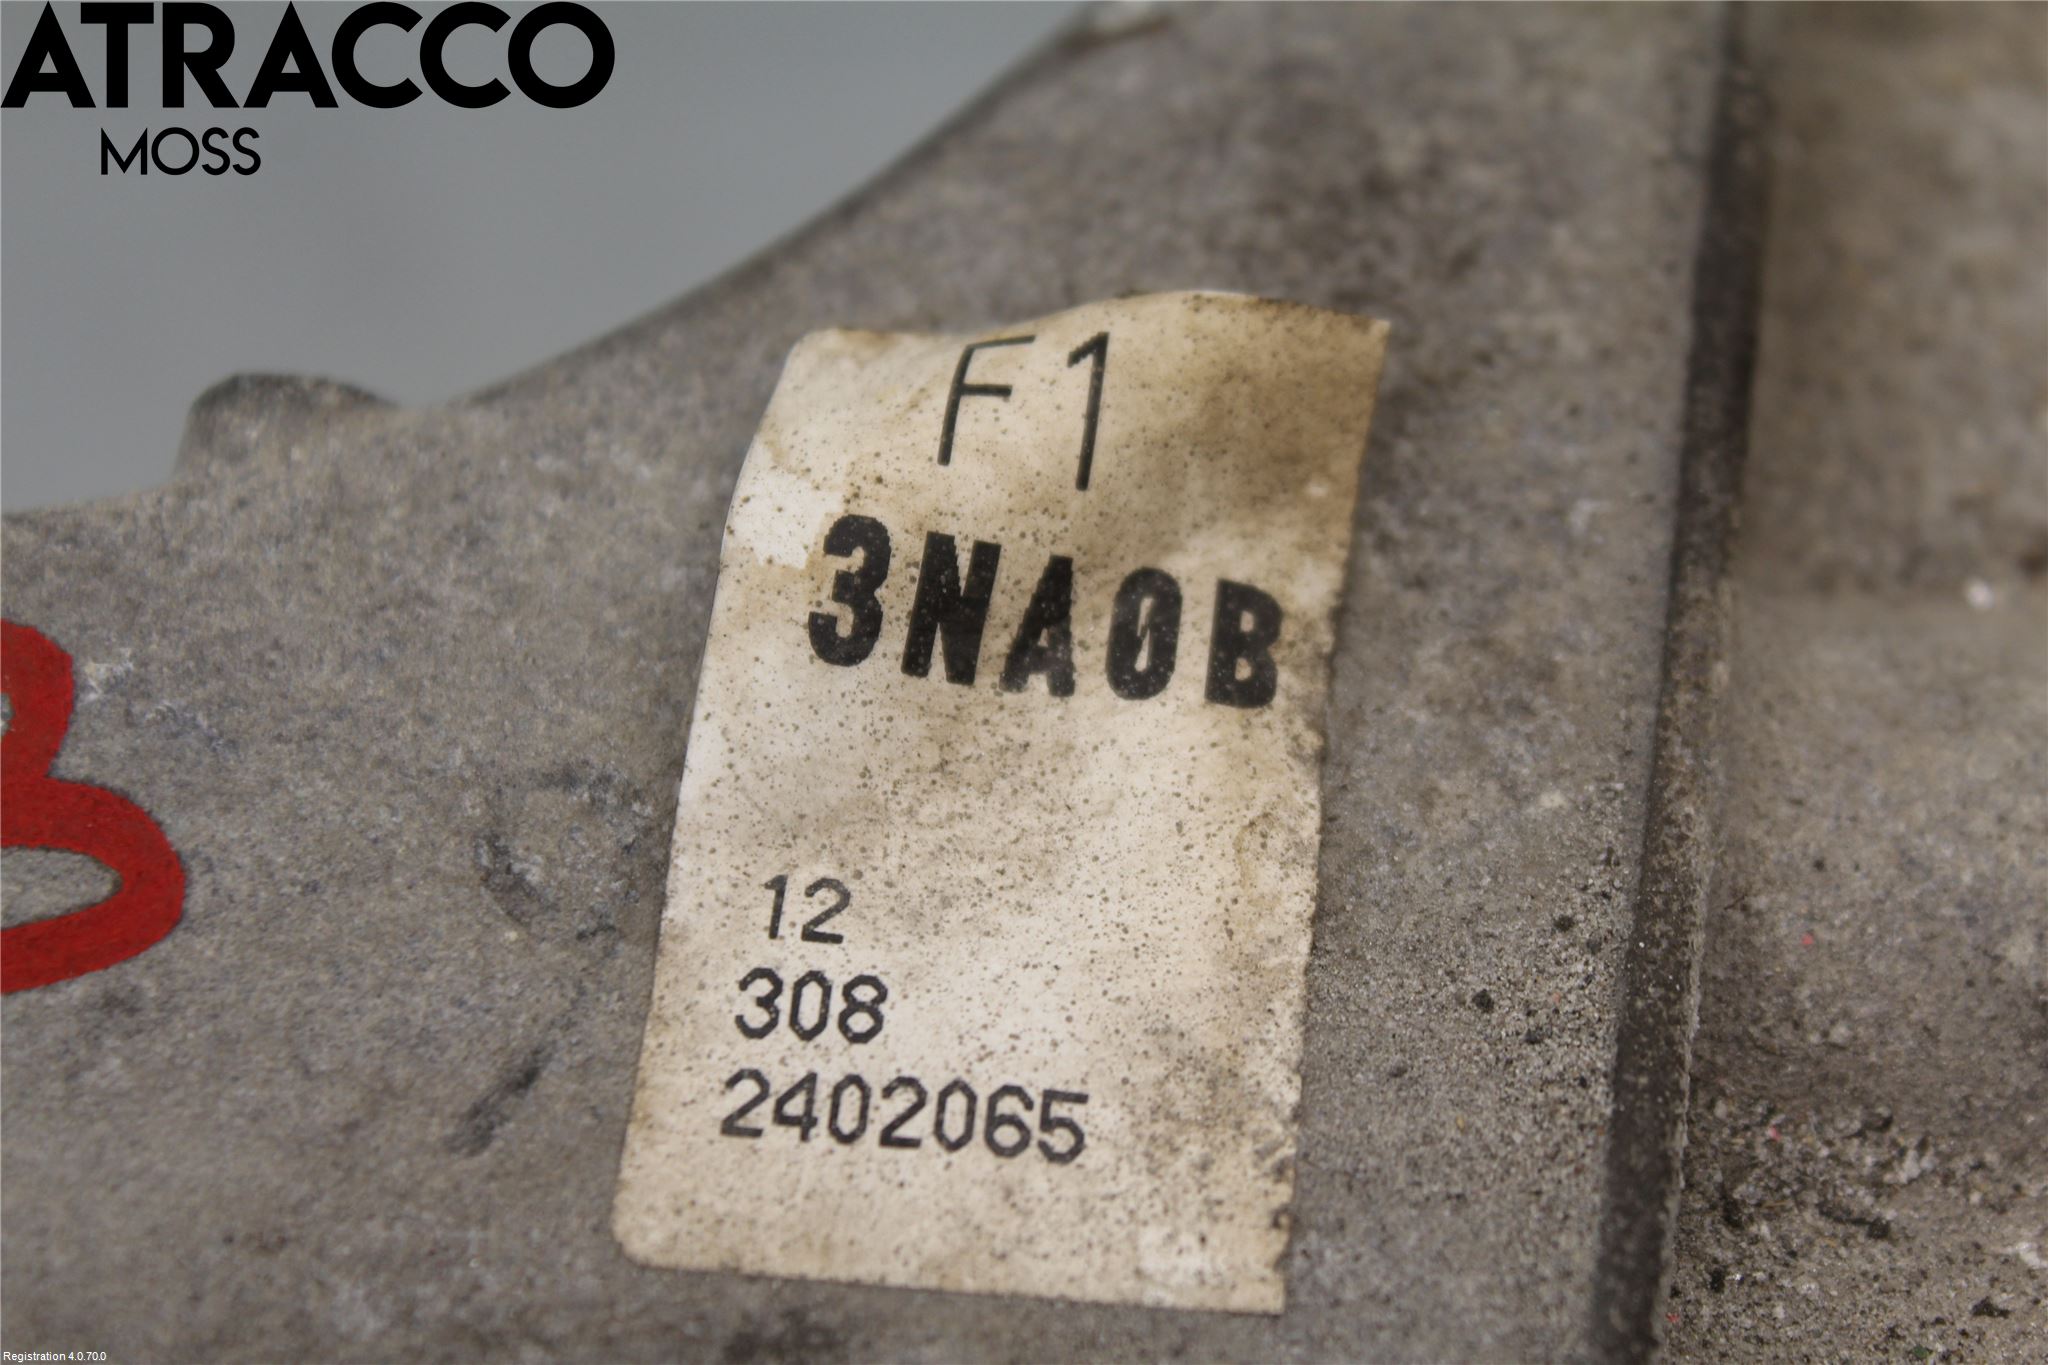 ATRACCO
MOSS
F1
3NA0B
12
308
2402065
Registration 4.0.70.0